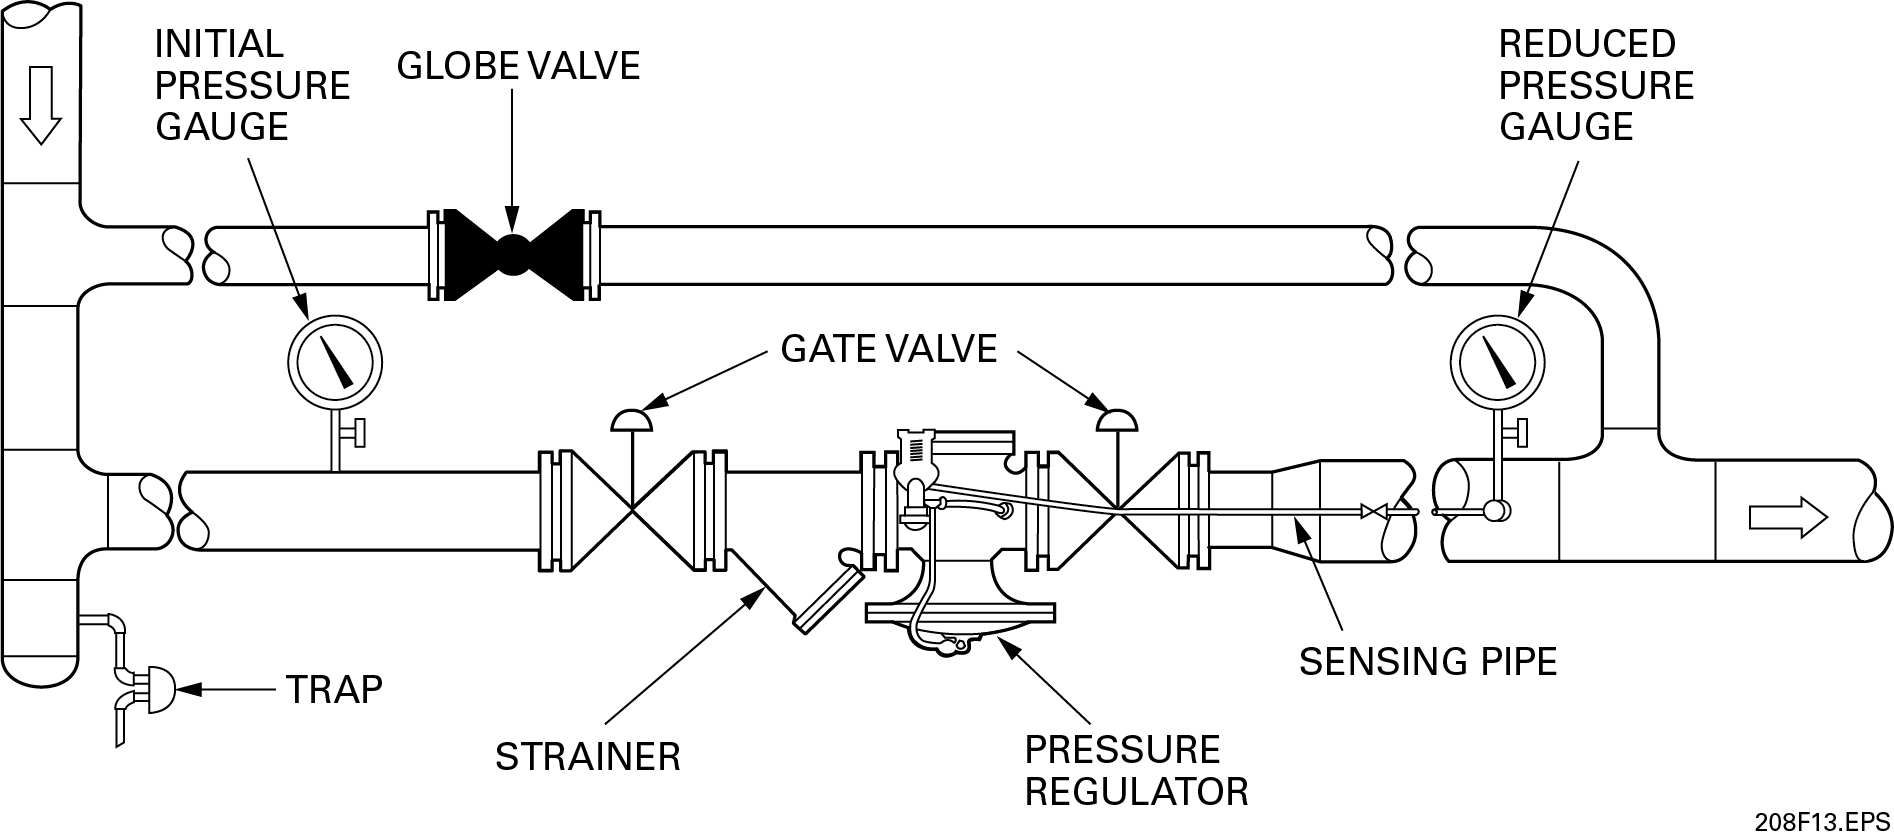 INITIAL
PRESSURE
GAUGE
GLOBE VALVE
REDUCED
PRESSURE
GAUGE
GATE VALVE
SENSING PIPE
TRAP
STRAINER
PRESSURE
REGULATOR
208F13.EPS